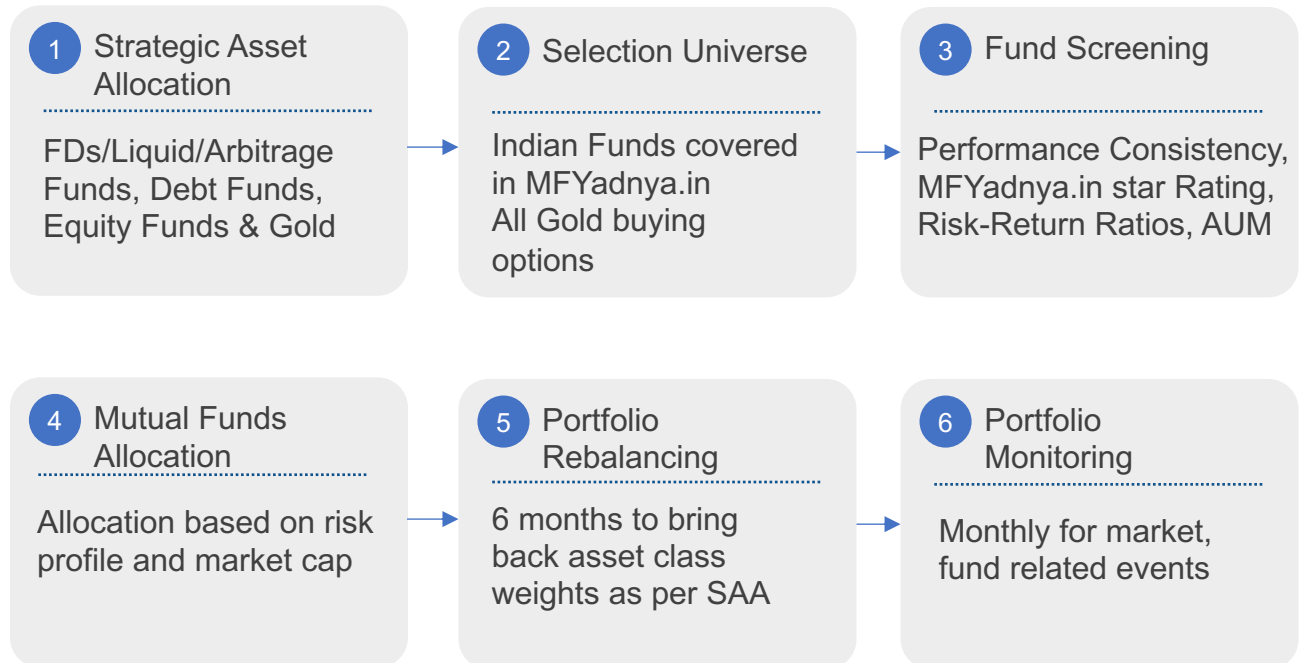 1 Strategic Asset
Allocation
FDs/Liquid/Arbitrage
Funds, Debt Funds,
Equity Funds & Gold
2 Selection Universe
Indian Funds covered
in MFYadnya.in
All Gold buying
options
3 Fund Screening
Performance Consistency,
MFYadnya.in star Rating,
Risk-Return Ratios, AUM
4 Mutual Funds
Allocation
Allocation based on risk
profile and market cap
5 Portfolio
Rebalancing
6 months to bring
back asset class
weights as per SAA
6 Portfolio
Monitoring
Monthly for market,
fund related events